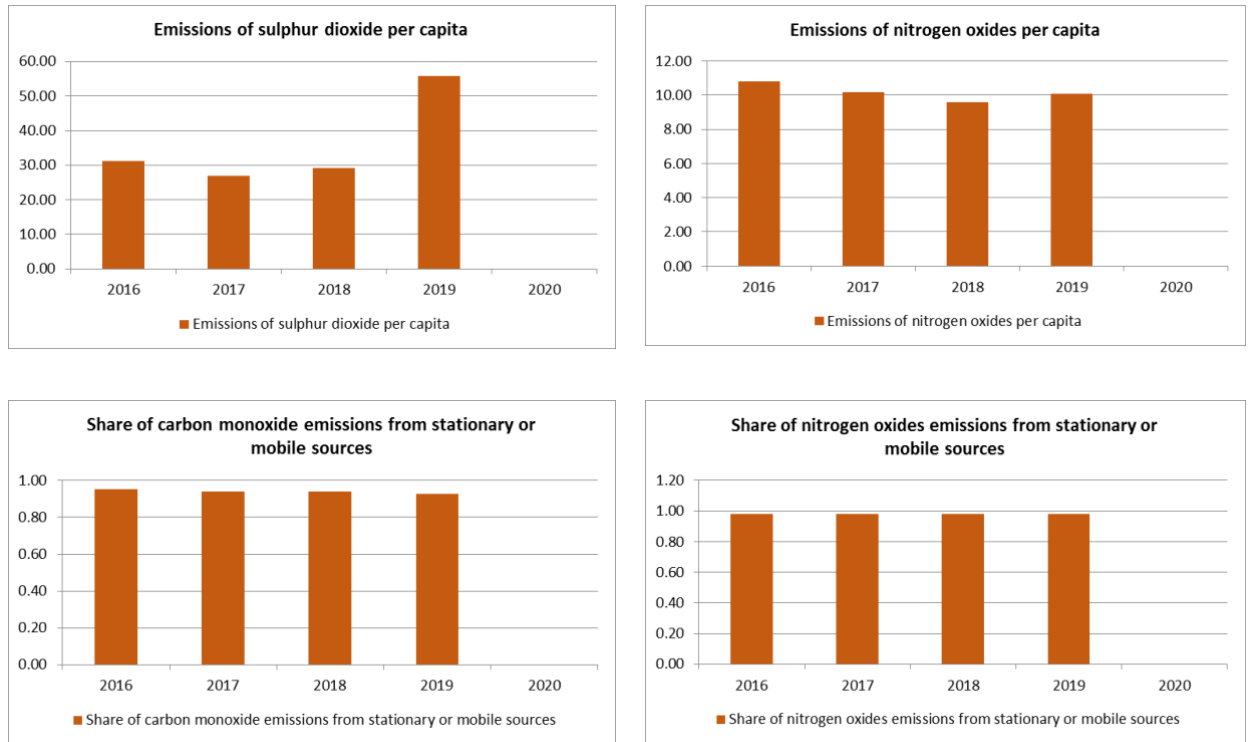 Emissions of sulphur dioxide per capita
60.00
50.00
40.00
30.00
20.00
10.00
0.00
2016 2017 2018 2019 2020
Emissions of sulphur dioxide per capita
Emissions of nitrogen oxides per capita
12.00
10.00
8.00
6.00
4.00
2.00
0.00
2016 2017 2018 2019 2020
Emissions of nitrogen oxides per capita
Share of carbon monoxide emissions from stationary or
mobile sources
1.00
0.80
0.60
0.40
0.20
0.00
2016 2017 2018 2019 2020
Share of carbon monoxide emissions from stationary or mobile sources
Share of nitrogen oxides emissions from stationary or
mobile sources
1.20
1.00
0.80
0.60
0.40
0.20
0.00
2016 2017 2018 2019 2020
Share of nitrogen oxides emissions from stationary or mobile sources